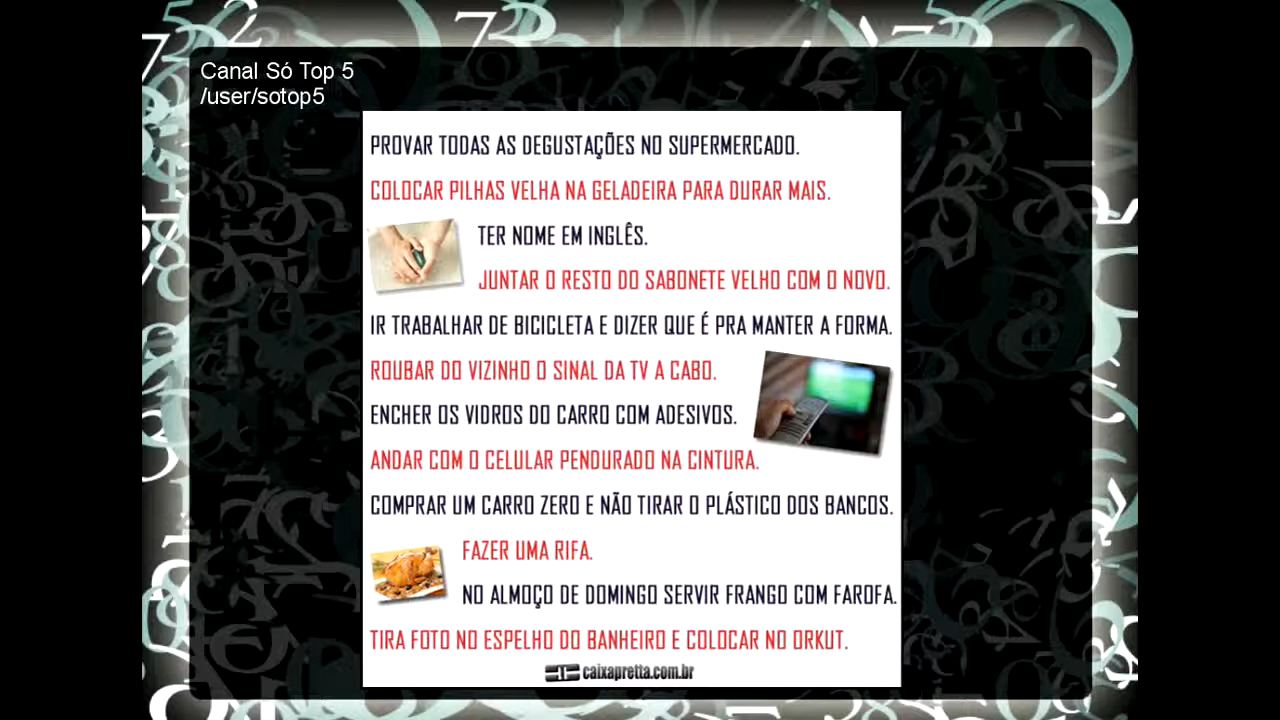 Canal Só Top 5
/user/sotop5
PROVAR TODAS AS DEGUSTAÇÕES NO SUPERMERCADO.
COLOCAR PILHAS VELHA NA GELADEIRA PARA DURAR MAIS.
TER NOME EM INGLÊS.
JUNTAR O RESTO DO SABONETE VELHO COM O NOVO.
IR TRABALHAR DE BICICLETA E DIZER QUE É PRA MANTER A FORMA.
ROUBAR DO VIZINHO O SINAL DA TV A CABO.
ENCHER OS VIDROS DO CARRO COM ADESIVOS.
ANDAR COM O CELULAR PENDURADO NA CINTURA.
COMPRAR UM CARRO ZERO E NÃO TIRAR O PLÁSTICO DOS BANCOS.
FAZER UMA RIFA.
NO ALMOÇO DE DOMINGO SERVIR FRANGO COM FAROFA.
TIRA FOTO NO ESPELHO DO BANHEIRO E COLOCAR NO ORKUT.
caixapretta.com.br